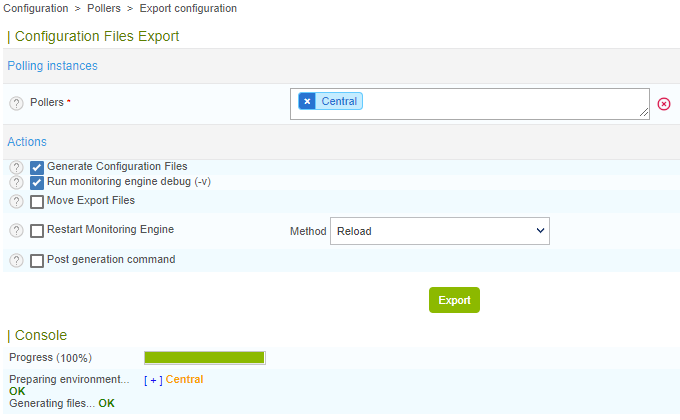 Configuration > Pollers > Export configuration
| Configuration Files Export
Polling instances
? Pollers *
× Central
Actions
? Generate Configuration Files
? Run monitoring engine debug (-v)
? Move Export Files
? Restart Monitoring Engine Method Reload
? Post generation command
Export
| Console
Progress (100%)
Preparing environment... [ + ] Central
OK
Generating files... OK